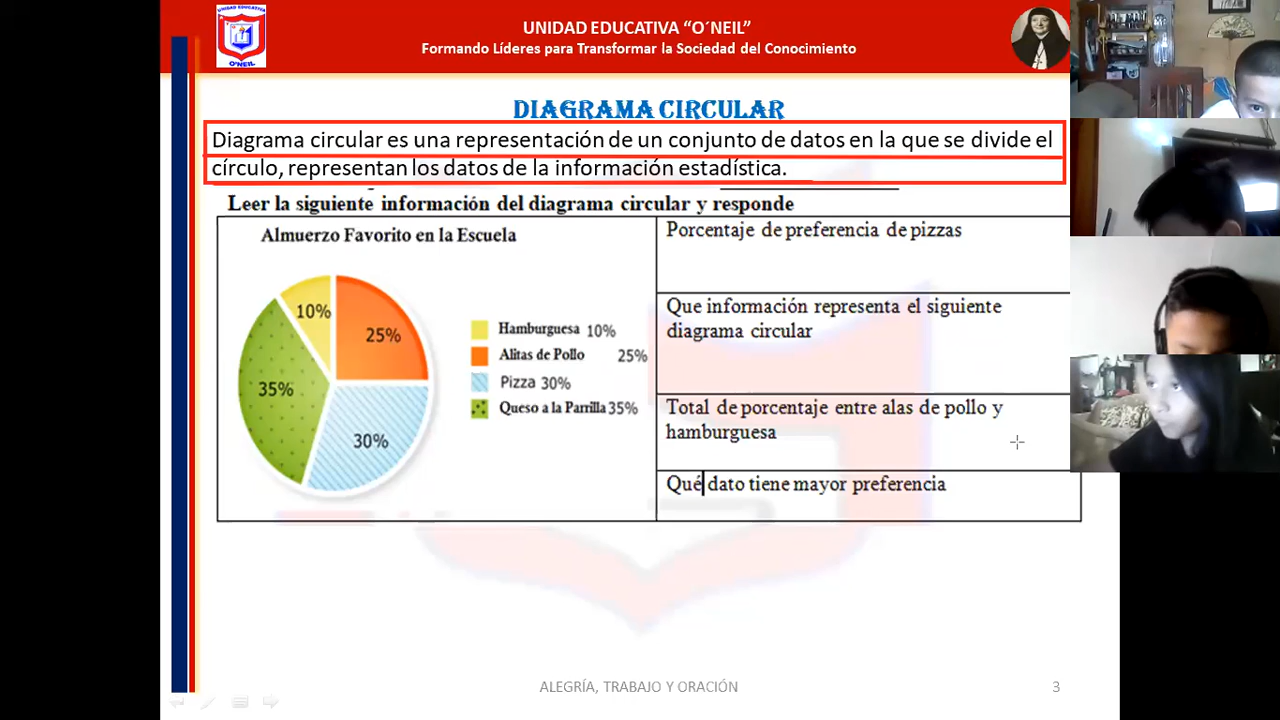 UNIDAD EDUCATIVA
O'NEIL
UNIDAD EDUCATIVA “O´NEIL”
Formando Líderes para Transformar la Sociedad del Conocimiento
DIAGRAMA CIRCULAR
Diagrama circular es una representación de un conjunto de datos en la que se divide el
círculo, representan los datos de la información estadística.
Leer la siguiente información del diagrama circular y responde
Almuerzo Favorito en la Escuela
10%
25%
35%
30%
Hamburguesa 10%
Alitas de Pollo 25%
Pizza 30%
Queso a la Parrilla 35%
Porcentaje de preferencia de pizzas
Que información representa el siguiente
diagrama circular
Total de porcentaje entre alas de pollo y
hamburguesa
Qué dato tiene mayor preferencia
ALEGRÍA, TRABAJO Y ORACIÓN
3